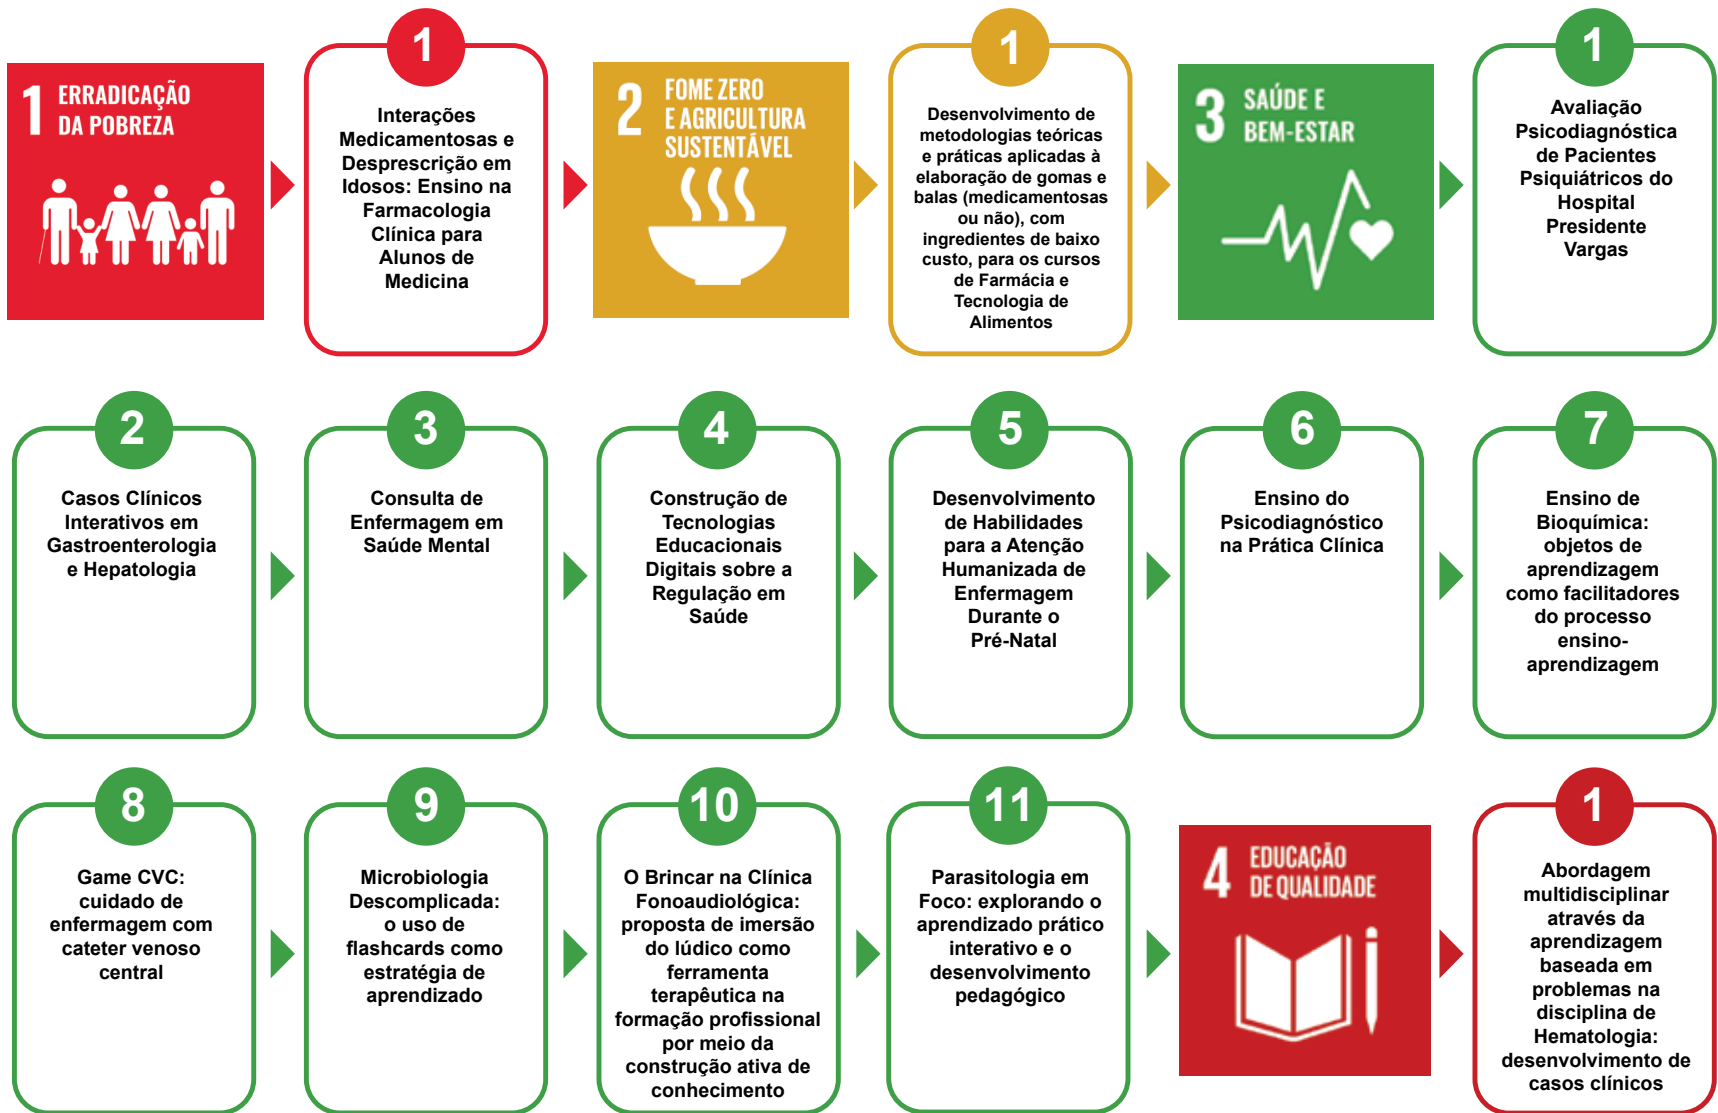 1 ERRADICAÇÃO
DA POBREZA
1
Interações
Medicamentosas e
Desprescrição em
Idosos: Ensino na
Farmacologia
Clínica para
Alunos de
Medicina
2 FOME ZERO
E AGRICULTURA
SUSTENTÁVEL
1
Desenvolvimento de
metodologias teóricas
e práticas aplicadas à
elaboração de gomas e
balas (medicamentosas
ou não), com
ingredientes de baixo
custo, para os cursos
de Farmácia e
Tecnologia de
Alimentos
3 SAÚDE E
BEM-ESTAR
1
Avaliação
Psicodiagnóstica
de Pacientes
Psiquiátricos do
Hospital
Presidente
Vargas
2
Casos Clínicos
Interativos em
Gastroenterologia
e Hepatologia
3
Consulta de
Enfermagem em
Saúde Mental
4
Construção de
Tecnologias
Educacionais
Digitais sobre a
Regulação em
Saúde
5
Desenvolvimento
de Habilidades
para a Atenção
Humanizada de
Enfermagem
Durante o
Pré-Natal
6
Ensino do
Psicodiagnóstico
na Prática Clínica
7
Ensino de
Bioquímica:
objetos de
aprendizagem
como facilitadores
do processo
ensino-
aprendizagem
8
Game CVC:
cuidado de
enfermagem com
cateter venoso
central
9
Microbiologia
Descomplicada:
o uso de
flashcards como
estratégia de
aprendizado
10
O Brincar na Clínica
Fonoaudiológica:
proposta de imersão
do lúdico como
ferramenta
terapêutica na
formação profissional
por meio da
construção ativa de
conhecimento
11
Parasitologia em
Foco: explorando o
aprendizado prático
interativo e o
desenvolvimento
pedagógico
4 EDUCAÇÃO
DE QUALIDADE
1
Abordagem
multidisciplinar
através da
aprendizagem
baseada em
problemas na
disciplina de
Hematologia:
desenvolvimento de
casos clínicos